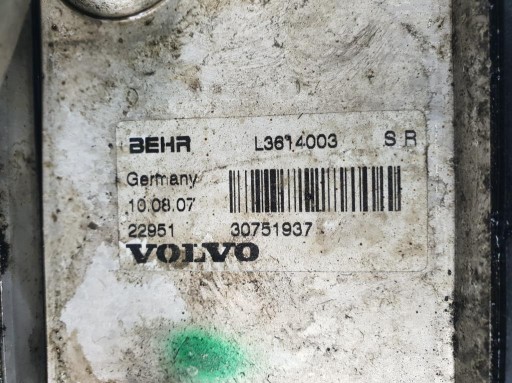 BEHR L3614003 S R
Germany
10.08.07
22951 30751937
VOLVO